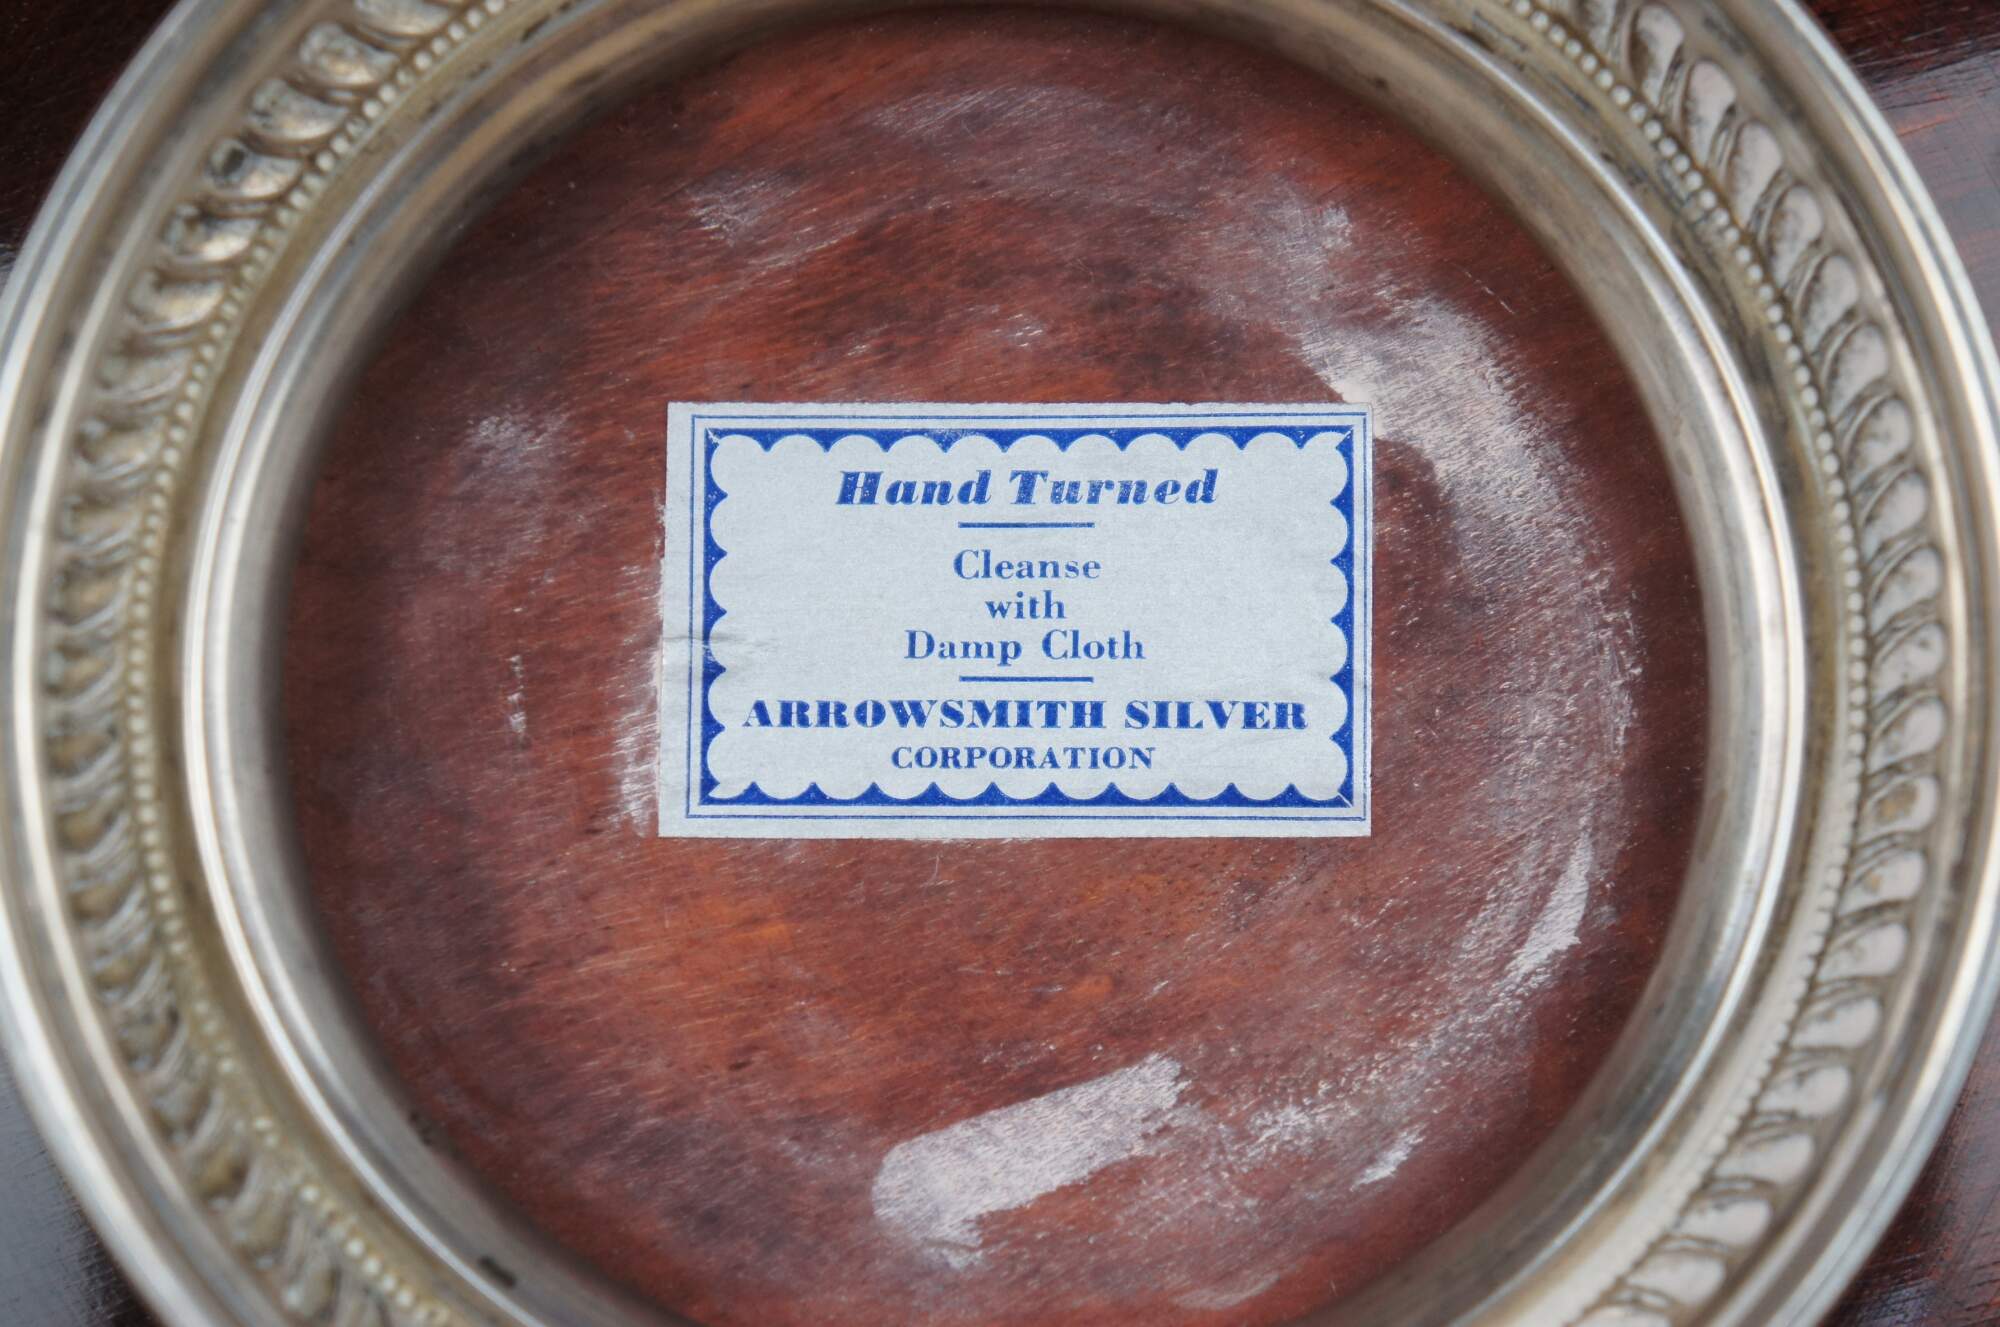 Hand Turned
Cleanse
with
Damp Cloth
ARROWSMITH SILVER
CORPORATION